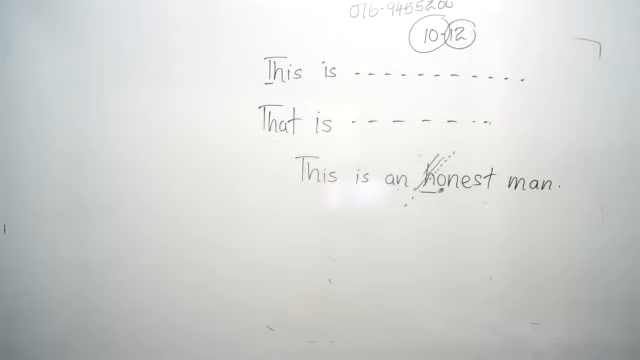 016-9455200
10-12
This is - - - - - - - - - - -
That is - - - - - - - -
This is an honest man.